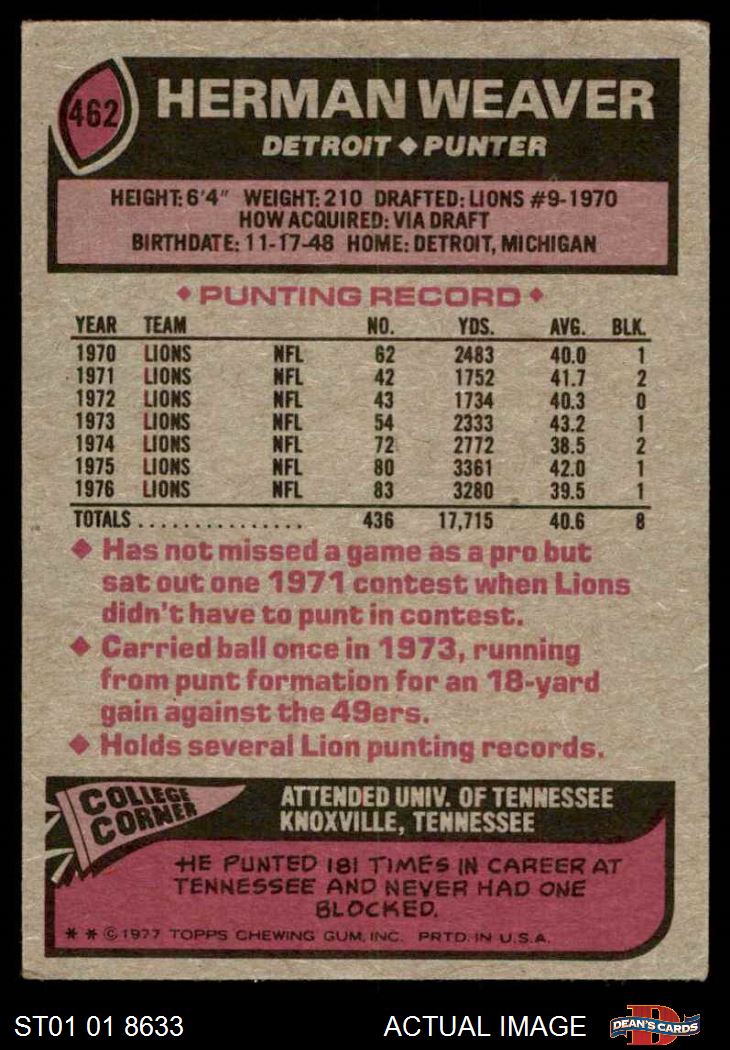 462
HERMAN WEAVER
DETROIT ◆ PUNTER
HEIGHT: 6'4" WEIGHT: 210 DRAFTED: LIONS #9-1970
HOW ACQUIRED: VIA DRAFT
BIRTHDATE: 11-17-48 HOME: DETROIT, MICHIGAN
◆ PUNTING RECORD ◆
YEAR TEAM NO. YDS. AVG. BLK.
1970 LIONS NFL 62 2483 40.0 1
1971 LIONS NFL 42 1752 41.7 2
1972 LIONS NFL 43 1734 40.3 0
1973 LIONS NFL 54 2333 43.2 1
1974 LIONS NFL 72 2772 38.5 2
1975 LIONS NFL 80 3361 42.0 1
1976 LIONS NFL 83 3280 39.5 1
TOTALS ............... 436 17,715 40.6 8
◆ Has not missed a game as a pro but
sat out one 1971 contest when Lions
didn't have to punt in contest.
◆ Carried ball once in 1973, running
from punt formation for an 18-yard
gain against the 49ers.
◆ Holds several Lion punting records.
COLLEGE
CORNER
ATTENDED UNIV. OF TENNESSEE
KNOXVILLE, TENNESSEE
HE PUNTED 181 TIMES IN CAREER AT
TENNESSEE AND NEVER HAD ONE
BLOCKED.
* * © 1977 TOPPS CHEWING GUM, INC. PRTD. IN U.S.A.
ST01 01 8633 ACTUAL IMAGE
D
DEAN'S CARDS